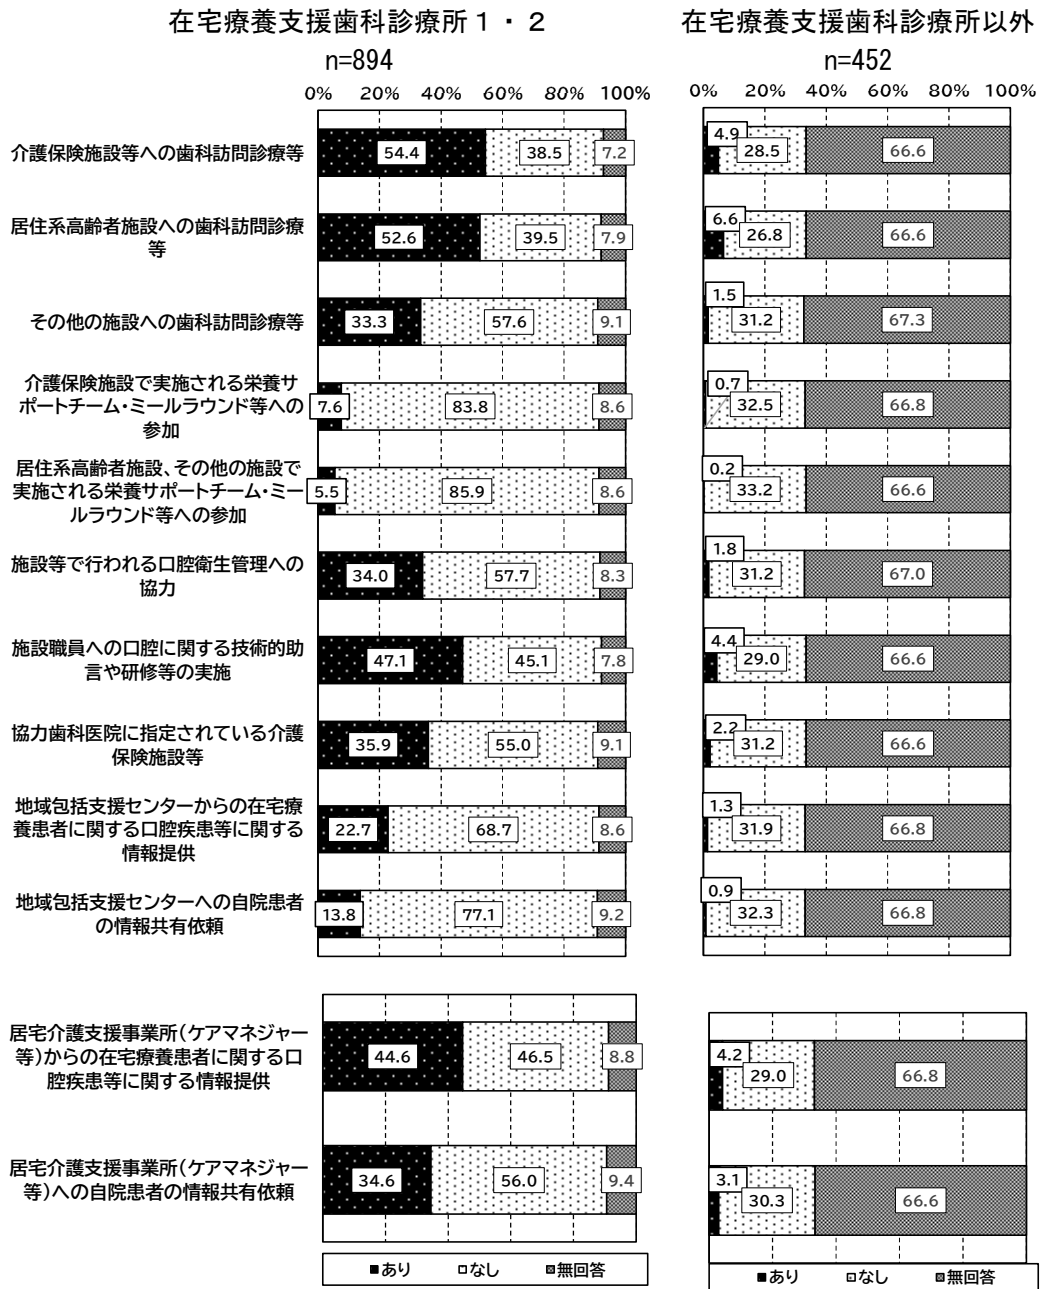 在宅療養支援歯科診療所１・２
在宅療養支援歯科診療所以外
n=894
n=452
0% 20% 40% 60% 80% 100%
0% 20% 40% 60% 80% 100%
介護保険施設等への歯科訪問診療等
54.4 38.5 7.2
4.9 28.5 66.6
居住系高齢者施設への歯科訪問診療
等
52.6 39.5 7.9
6.6 26.8 66.6
その他の施設への歯科訪問診療等
33.3 57.6 9.1
1.5 31.2 67.3
介護保険施設で実施される栄養サ
ポートチーム・ミールラウンド等への
参加
7.6 83.8 8.6
0.7 32.5 66.8
居住系高齢者施設、その他の施設で
実施される栄養サポートチーム・ミー
ルラウンド等への参加
5.5 85.9 8.6
0.2 33.2 66.6
施設等で行われる口腔衛生管理への
協力
34.0 57.7 8.3
1.8 31.2 67.0
施設職員への口腔に関する技術的助
言や研修等の実施
47.1 45.1 7.8
4.4 29.0 66.6
協力歯科医院に指定されている介護
保険施設等
35.9 55.0 9.1
2.2 31.2 66.6
地域包括支援センターからの在宅療
養患者に関する口腔疾患等に関する
情報提供
22.7 68.7 8.6
1.3 31.9 66.8
地域包括支援センターへの自院患者
の情報共有依頼
13.8 77.1 9.2
0.9 32.3 66.8
居宅介護支援事業所（ケアマネジャー
等）からの在宅療養患者に関する口
腔疾患等に関する情報提供
44.6 46.5 8.8
4.2 29.0 66.8
居宅介護支援事業所（ケアマネジャー
等）への自院患者の情報共有依頼
34.6 56.0 9.4
3.1 30.3 66.6
あり なし 無回答
あり なし 無回答